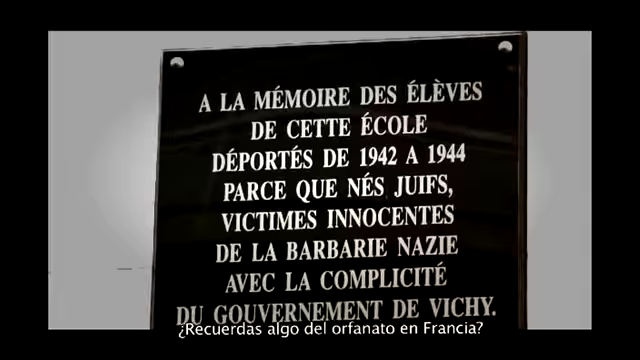 A LA MÉMOIRE DES ÉLÈVES
DE CETTE ÉCOLE
DÉPORTÉS DE 1942 A 1944
PARCE QUE NÉS JUIFS,
VICTIMES INNOCENTES
DE LA BARBARIE NAZIE
AVEC LA COMPLICITÉ
DU GOUVERNEMENT DE VICHY.
¿Recuerdas algo del orfanato en Francia?